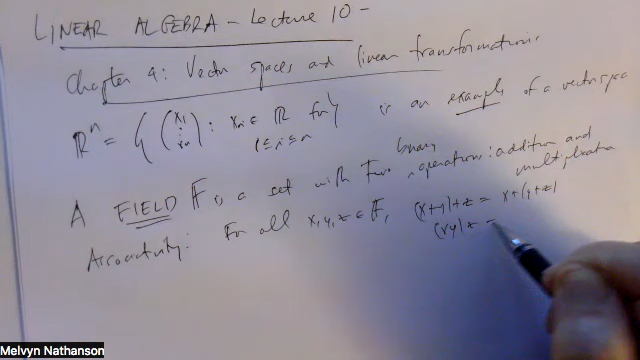 LINEAR ALGEBRA - Lecture 10 -
Chapter 4: Vector spaces and linear transformations
ℝⁿ = { (x₁ ⋮ xₙ) : xᵢ ∈ ℝ for 1 ≤ i ≤ n } is an example of a vector space
A FIELD 𝔽 is a set with two binary operations: addition and multiplication
Associativity: For all x, y, z ∈ 𝔽, (x+y)+z = x+(y+z)
(xy)z =
Melvyn Nathanson